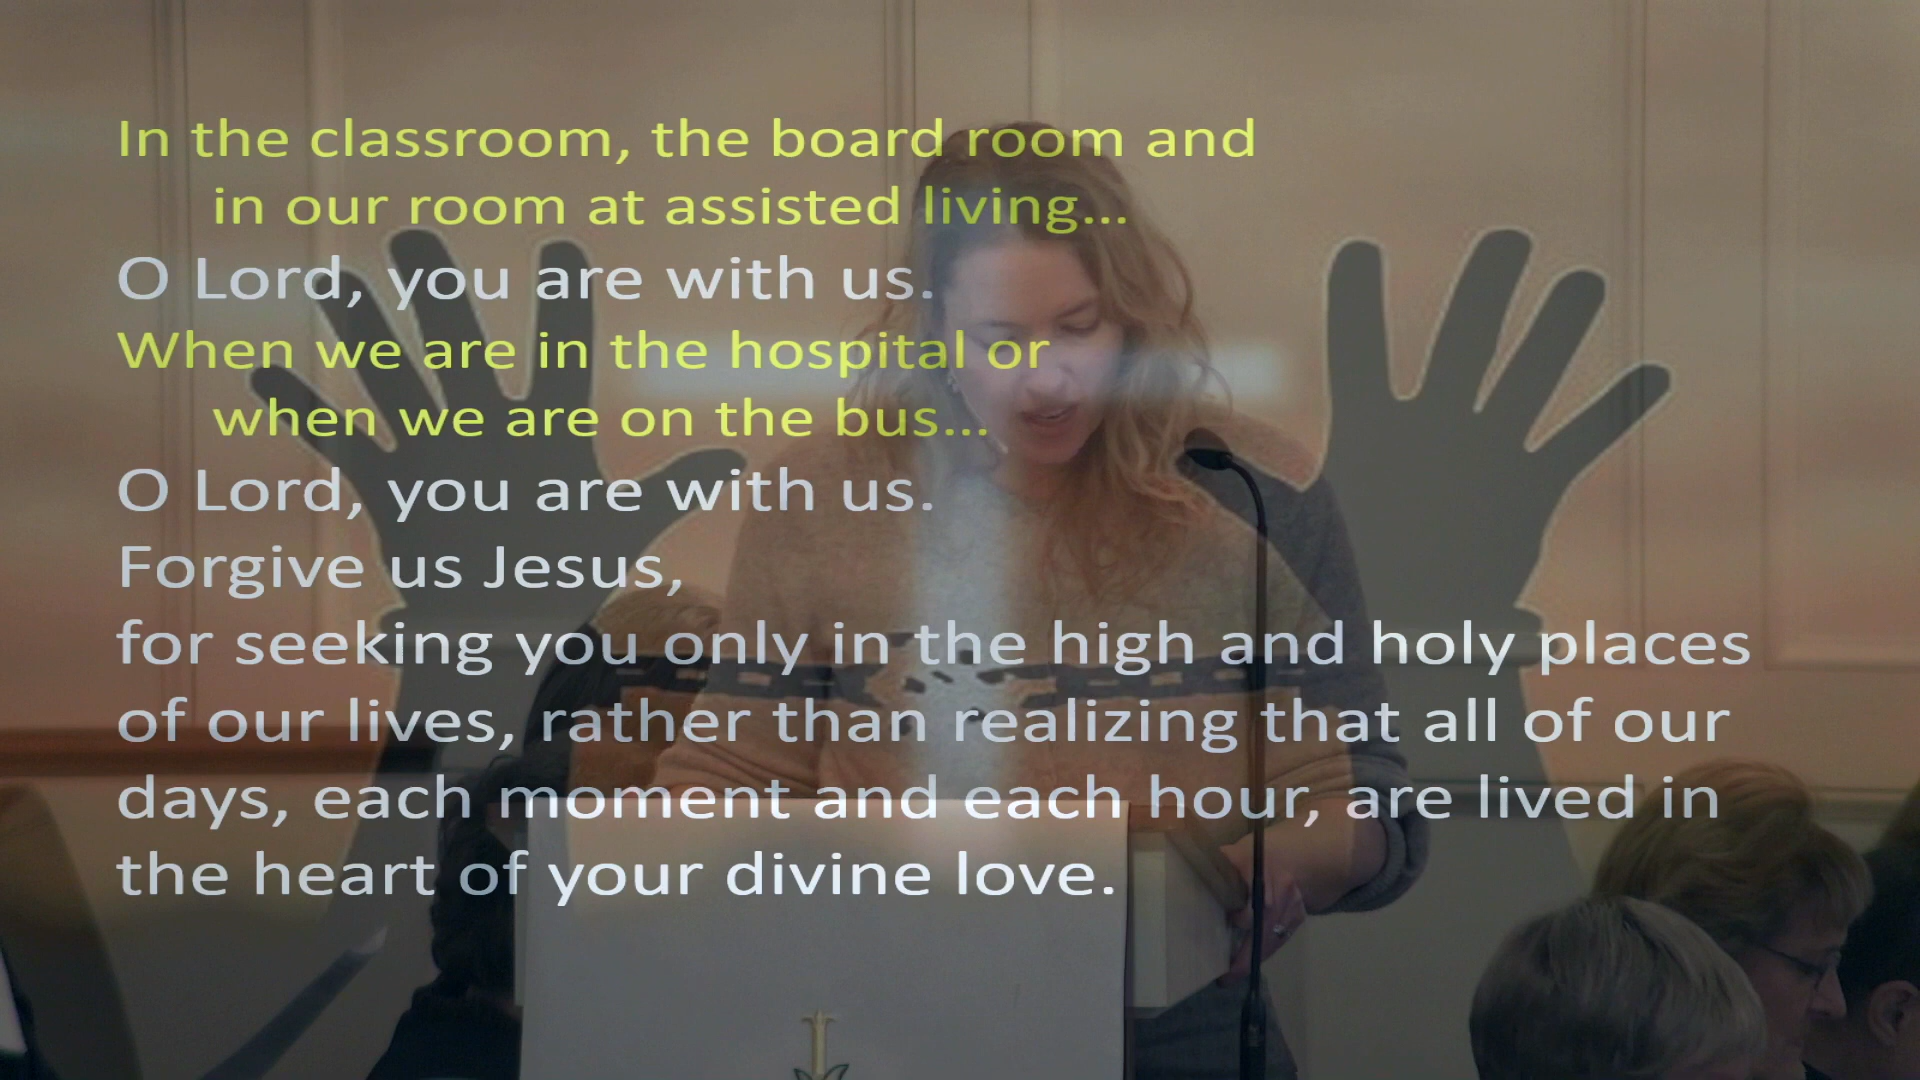 In the classroom, the board room and
in our room at assisted living...
O Lord, you are with us.
When we are in the hospital or
when we are on the bus...
O Lord, you are with us.
Forgive us Jesus,
for seeking you only in the high and holy places
of our lives, rather than realizing that all of our
days, each moment and each hour, are lived in
the heart of your divine love.